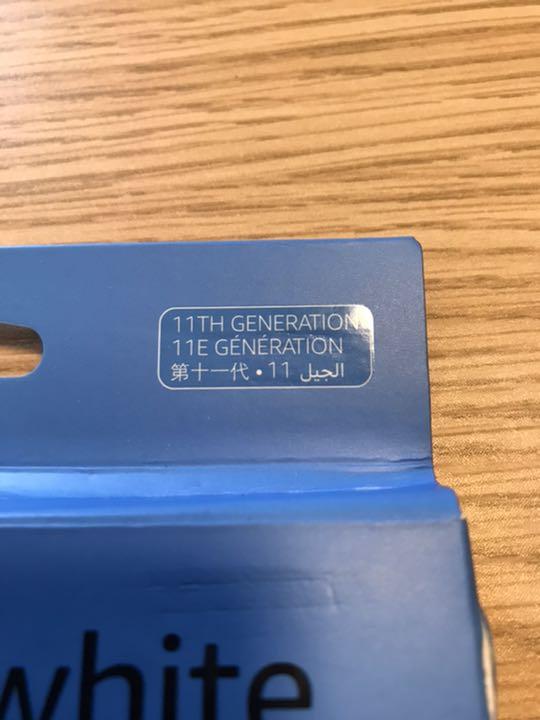 11TH GENERATION
11E GÉNÉRATION
第十一代 • 11 الجيل
white